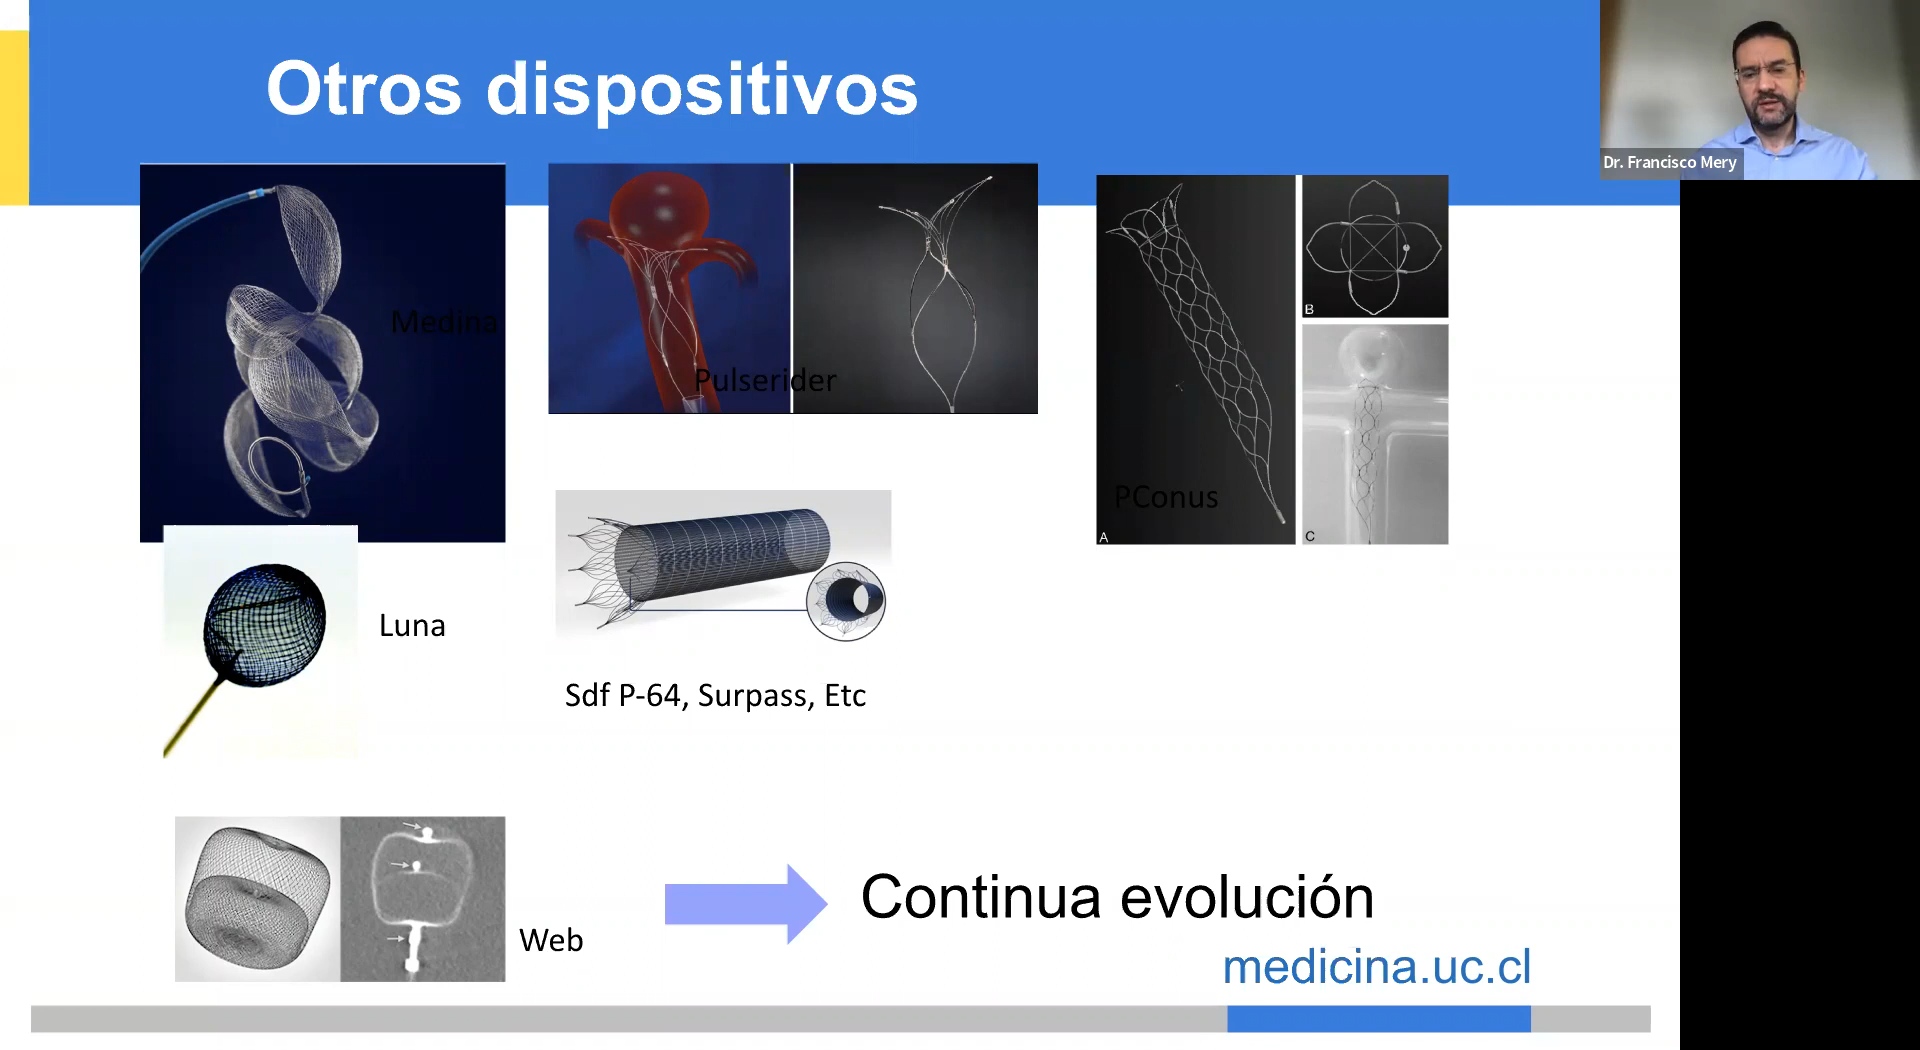 Otros dispositivos
Dr. Francisco Mery
Medina
Pulserider
PConus
A
B
C
Luna
Sdf P-64, Surpass, Etc
Web
Continua evolución
medicina.uc.cl